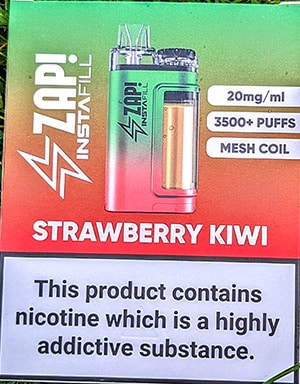 ZAP!
INSTAFILL
ZAP!
INSTAFILL
20mg/ml
3500+ PUFFS
MESH COIL
STRAWBERRY KIWI
This product contains
nicotine which is a highly
addictive substance.